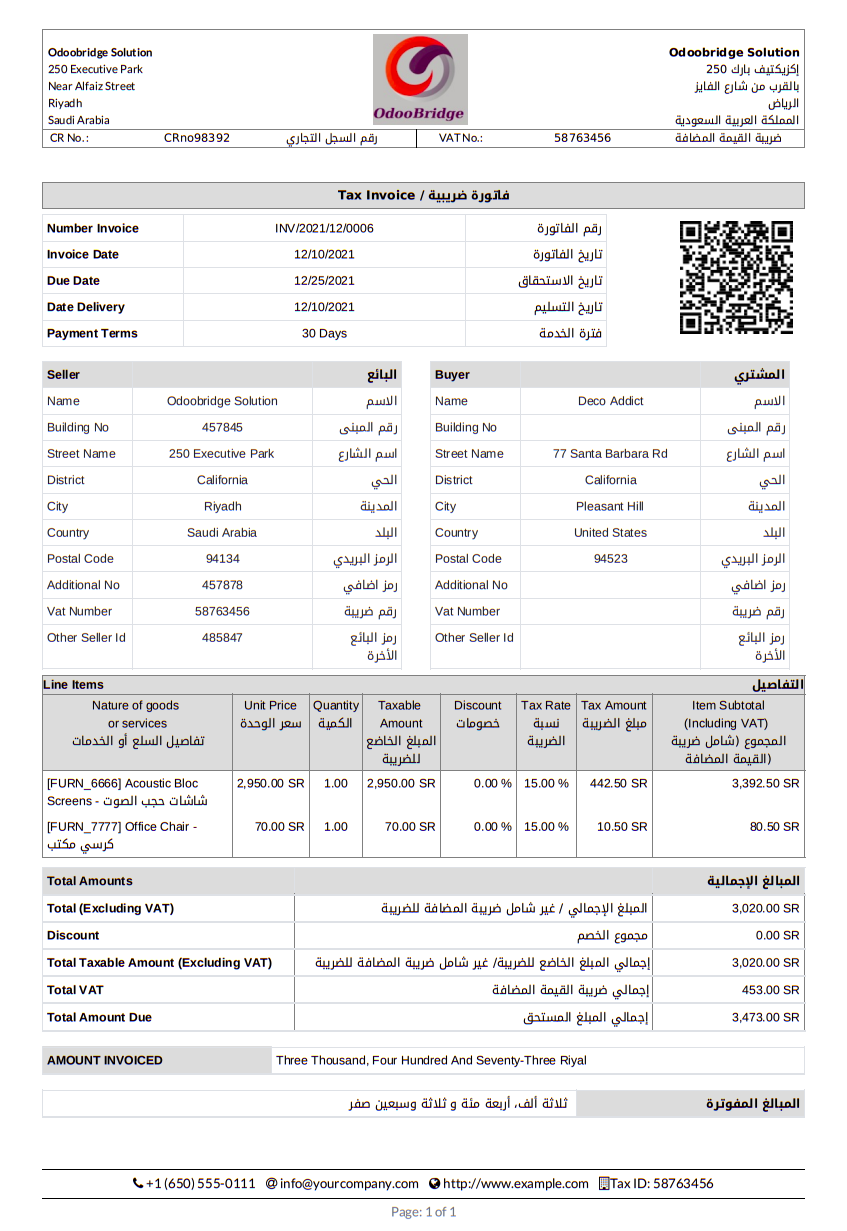 Odoobridge Solution
250 Executive Park
Near Alfaiz Street
Riyadh
Saudi Arabia
OdooBridge
Odoobridge Solution
إكزيكتيف بارك 250
بالقرب من شارع الفايز
الرياض
المملكة العربية السعودية
CR No.: CRno98392 رقم السجل التجاري VAT No.: 58763456 ضريبة القيمة المضافة
Tax Invoice / فاتورة ضريبية
Number Invoice INV/2021/12/0006 رقم الفاتورة
Invoice Date 12/10/2021 تاريخ الفاتورة
Due Date 12/25/2021 تاريخ الاستحقاق
Date Delivery 12/10/2021 تاريخ التسليم
Payment Terms 30 Days فترة الخدمة
Seller البائع
Name Odoobridge Solution الاسم
Building No 457845 رقم المبنى
Street Name 250 Executive Park اسم الشارع
District California الحي
City Riyadh المدينة
Country Saudi Arabia البلد
Postal Code 94134 الرمز البريدي
Additional No 457878 رمز اضافي
Vat Number 58763456 رقم ضريبة
Other Seller Id 485847 رمز البائع
الأخرة
Buyer المشتري
Name Deco Addict الاسم
Building No رقم المبنى
Street Name 77 Santa Barbara Rd اسم الشارع
District California الحي
City Pleasant Hill المدينة
Country United States البلد
Postal Code 94523 الرمز البريدي
Additional No رمز اضافي
Vat Number رقم ضريبة
Other Seller Id رمز البائع
الأخرة
Line Items التفاصيل
Nature of goods
or services
تفاصيل السلع أو الخدمات
Unit Price
سعر الوحدة
Quantity
الكمية
Taxable
Amount
المبلغ الخاضع
للضريبة
Discount
خصومات
Tax Rate
نسبة
الضريبة
Tax Amount
مبلغ الضريبة
Item Subtotal
(Including VAT)
المجموع (شامل ضريبة
القيمة المضافة)
[FURN_6666] Acoustic Bloc 2,950.00 SR 1.00 2,950.00 SR 0.00 % 15.00 % 442.50 SR 3,392.50 SR
Screens - شاشات حجب الصوت
[FURN_7777] Office Chair - 70.00 SR 1.00 70.00 SR 0.00 % 15.00 % 10.50 SR 80.50 SR
كرسي مكتب
Total Amounts المبالغ الإجمالية
Total (Excluding VAT) المبلغ الإجمالي / غير شامل ضريبة المضافة للضريبة 3,020.00 SR
Discount مجموع الخصم 0.00 SR
Total Taxable Amount (Excluding VAT) إجمالي المبلغ الخاضع للضريبة/ غير شامل ضريبة المضافة للضريبة 3,020.00 SR
Total VAT إجمالي ضريبة القيمة المضافة 453.00 SR
Total Amount Due إجمالي المبلغ المستحق 3,473.00 SR
AMOUNT INVOICED Three Thousand, Four Hundred And Seventy-Three Riyal
المبالغ المفوترة ثلاثة ألف، أربعة مئة و ثلاثة وسبعين صفر
+1 (650) 555-0111 @ info@yourcompany.com http://www.example.com Tax ID: 58763456
Page: 1 of 1